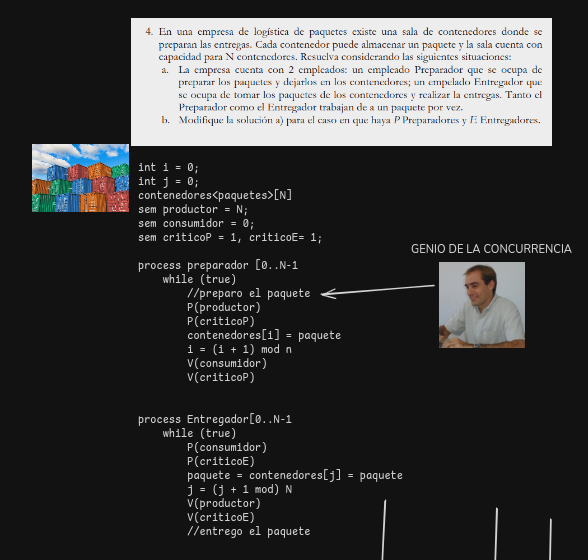 4. En una empresa de logística de paquetes existe una sala de contenedores donde se
preparan las entregas. Cada contenedor puede almacenar un paquete y la sala cuenta con
capacidad para N contenedores. Resuelva considerando las siguientes situaciones:
a. La empresa cuenta con 2 empleados: un empleado Preparador que se ocupa de
preparar los paquetes y dejarlos en los contenedores; un empelado Entregador que
se ocupa de tomar los paquetes de los contenedores y realizar la entregas. Tanto el
Preparador como el Entregador trabajan de a un paquete por vez.
b. Modifique la solución a) para el caso en que haya P Preparadores y E Entregadores.
int i = 0;
int j = 0;
contenedores<paquetes>[N]
sem productor = N;
sem consumidor = 0;
sem criticoP = 1, criticoE= 1;
GENIO DE LA CONCURRENCIA
process preparador [0..N-1
while (true)
//preparo el paquete
P(productor)
P(criticoP)
contenedores[i] = paquete
i = (i + 1) mod n
V(consumidor)
V(criticoP)
process Entregador[0..N-1
while (true)
P(consumidor)
P(criticoE)
paquete = contenedores[j] = paquete
j = (j + 1 mod) N
V(productor)
V(criticoE)
//entrego el paquete